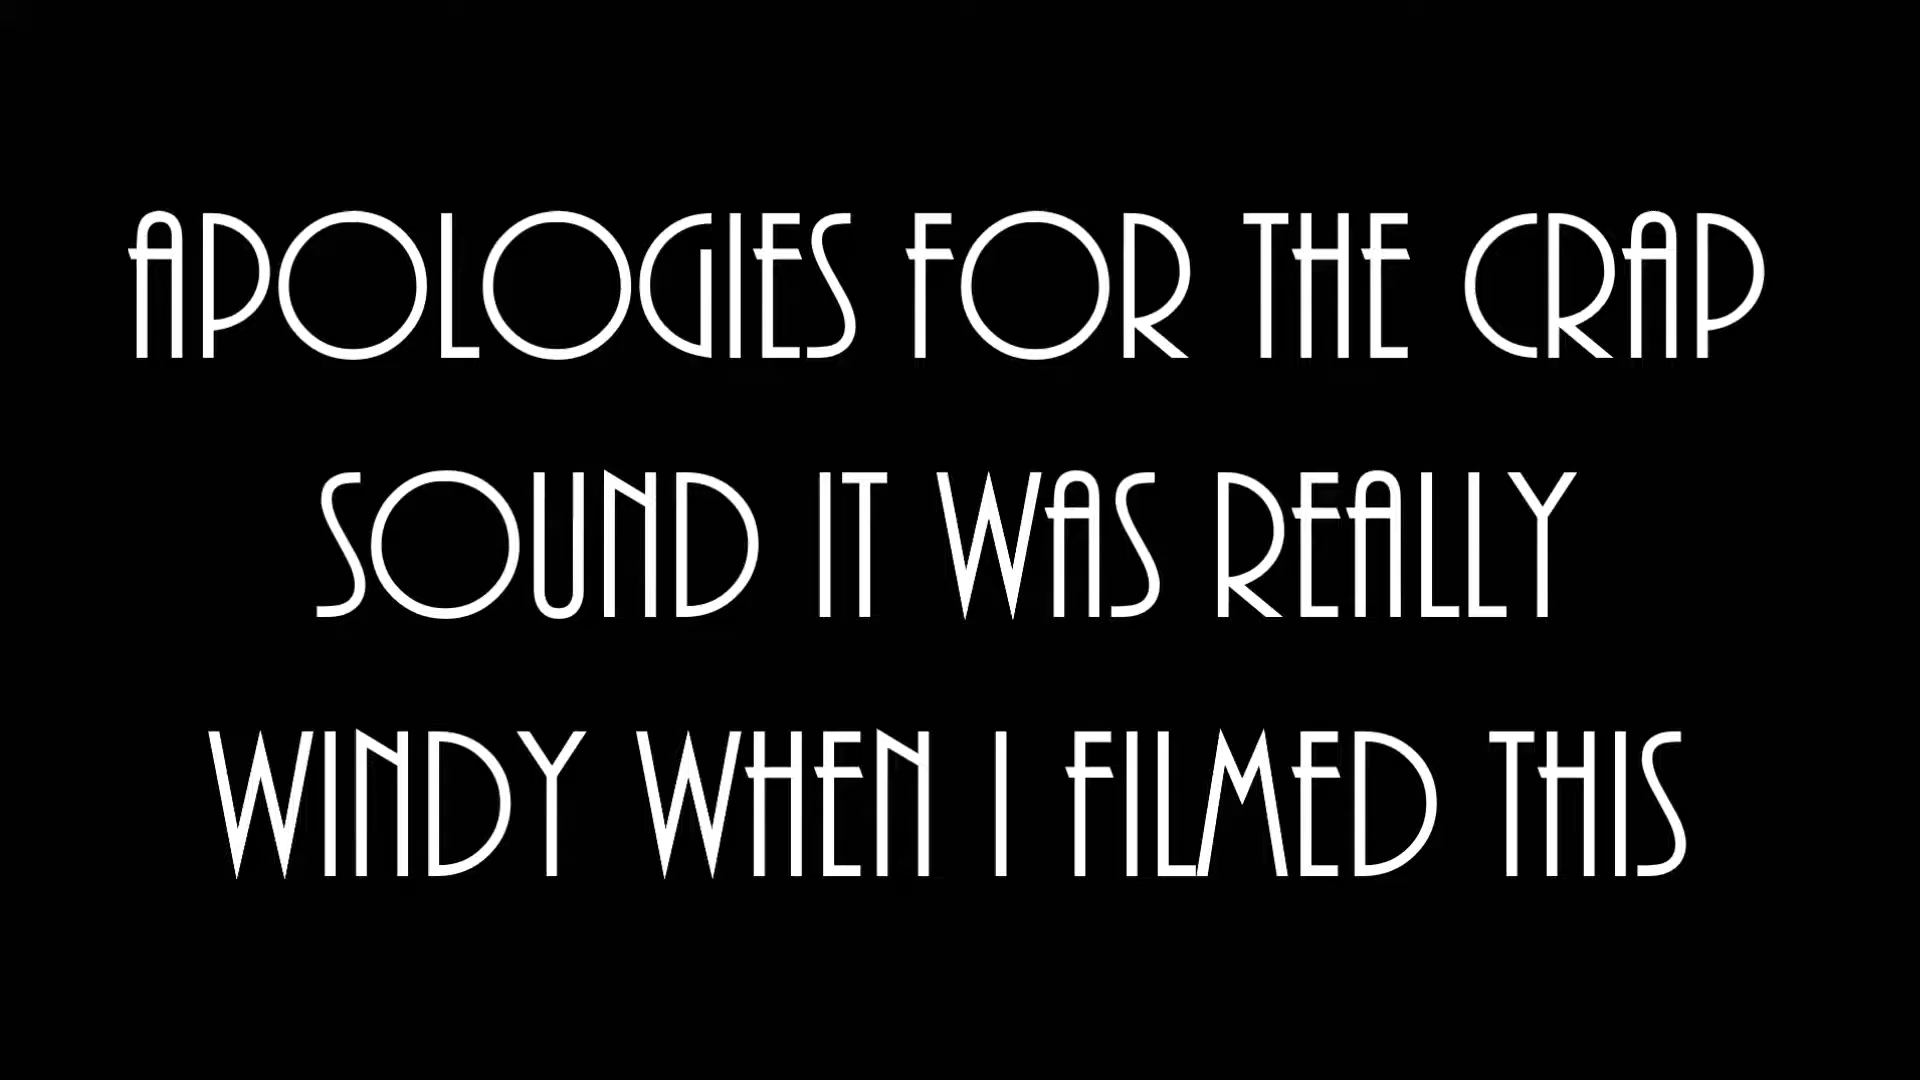 APOLOGIES FOR THE CRAP
SOUND IT WAS REALLY
WINDY WHEN I FILMED THIS